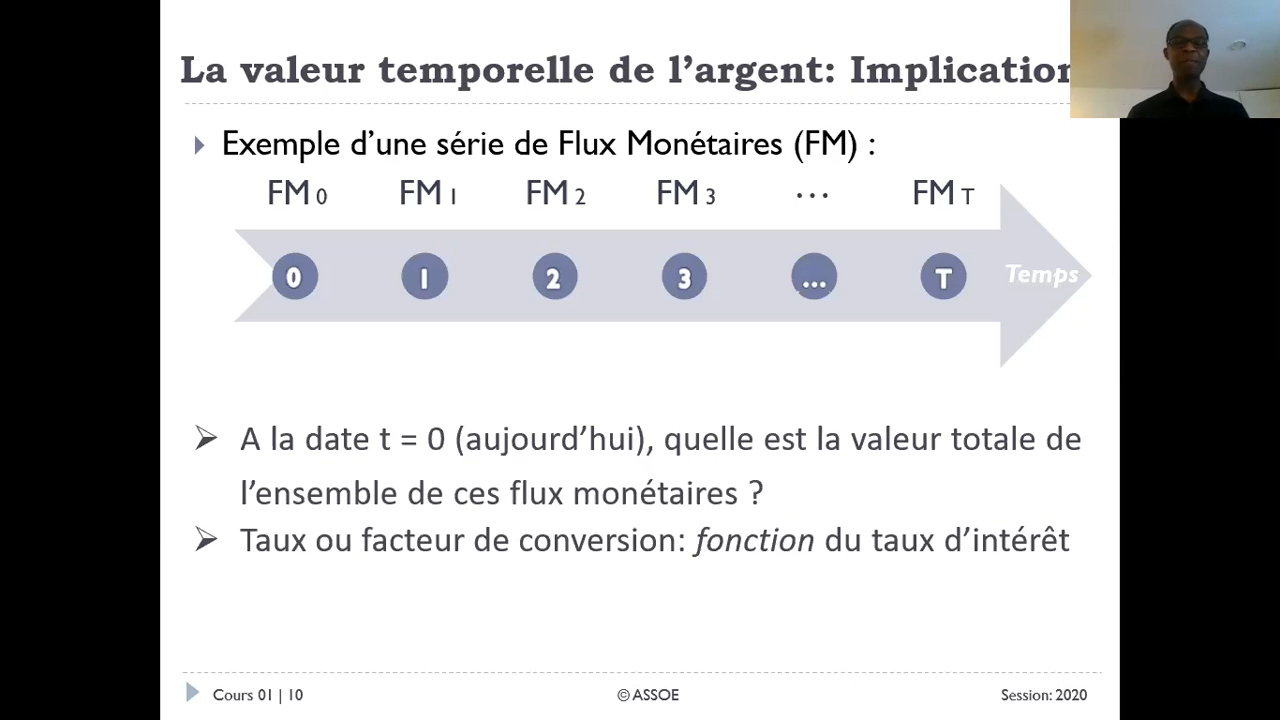 La valeur temporelle de l’argent: Implication
Exemple d’une série de Flux Monétaires (FM) :
FM 0 FM 1 FM 2 FM 3 … FM T
0 1 2 3 ... T Temps
A la date t = 0 (aujourd’hui), quelle est la valeur totale de
l’ensemble de ces flux monétaires ?
Taux ou facteur de conversion: fonction du taux d’intérêt
Cours 01 | 10 © ASSOE Session: 2020